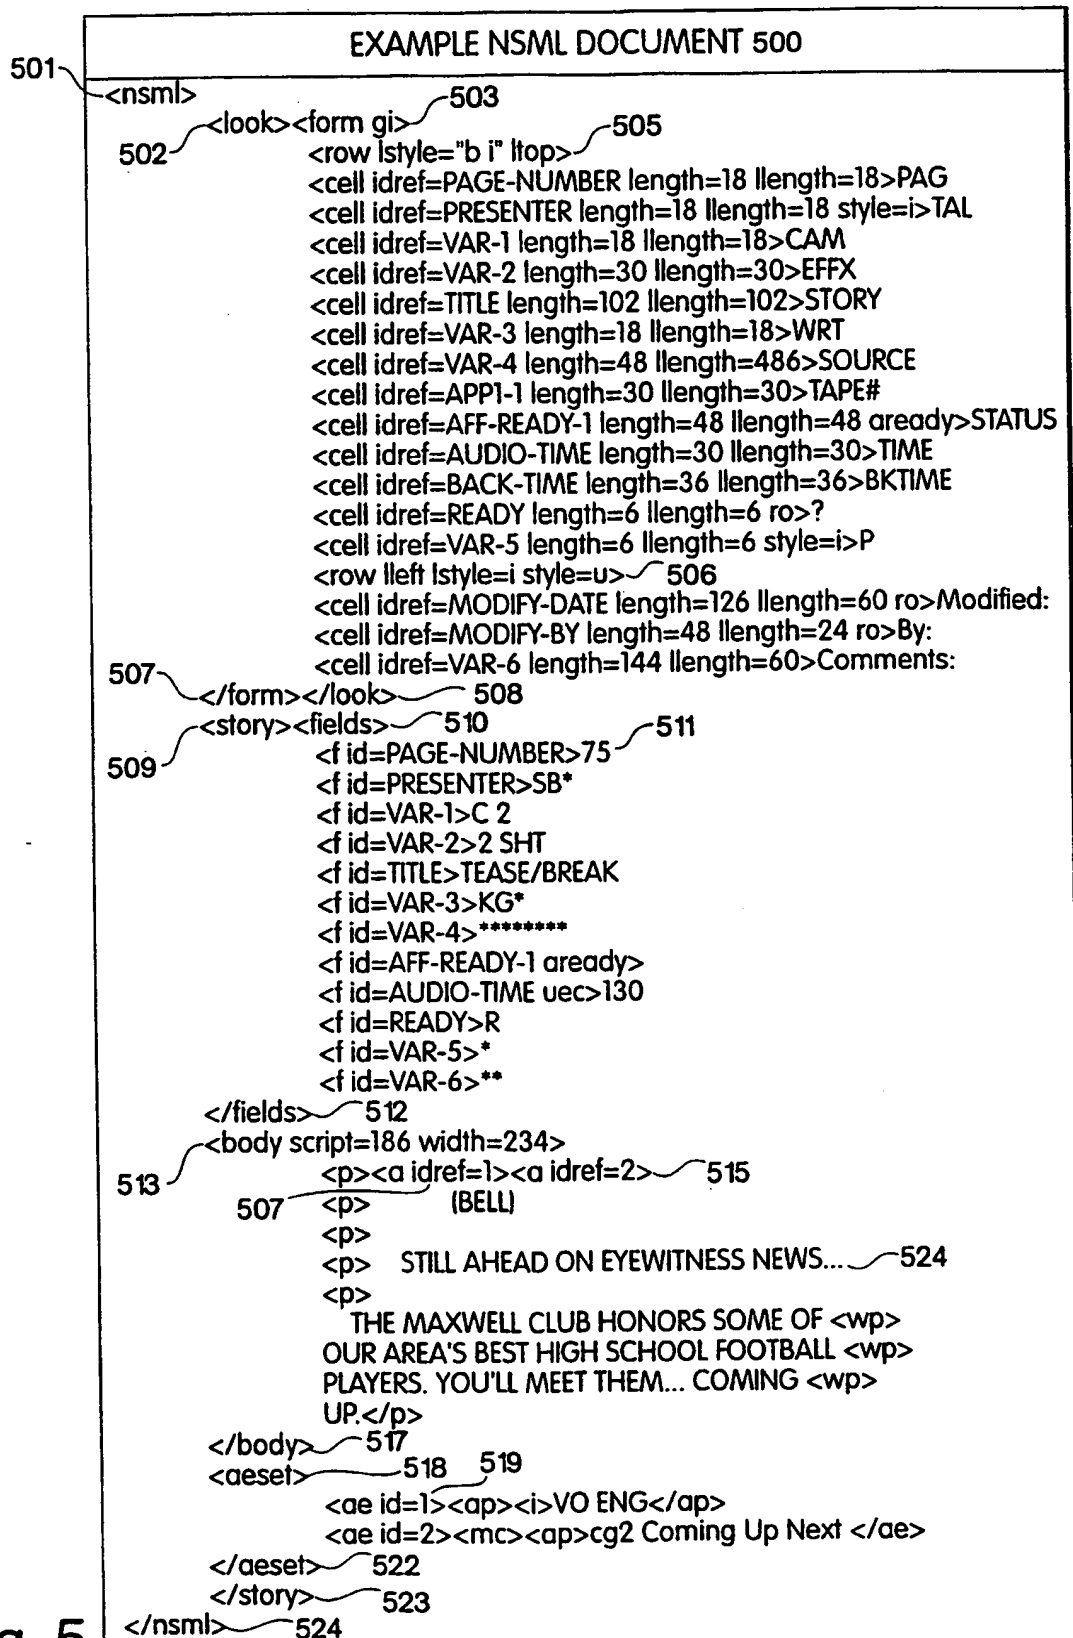 EXAMPLE NSML DOCUMENT 500
501
<nsml>
503
<look><form gi>
502
505
<row lstyle="b i" ltop>
<cell idref=PAGE-NUMBER length=18 llength=18>PAG
<cell idref=PRESENTER length=18 llength=18 style=i>TAL
<cell idref=VAR-1 length=18 llength=18>CAM
<cell idref=VAR-2 length=30 llength=30>EFFX
<cell idref=TITLE length=102 llength=102>STORY
<cell idref=VAR-3 length=18 llength=18>WRT
<cell idref=VAR-4 length=48 llength=486>SOURCE
<cell idref=APP1-1 length=30 llength=30>TAPE#
<cell idref=AFF-READY-1 length=48 llength=48 aready>STATUS
<cell idref=AUDIO-TIME length=30 llength=30>TIME
<cell idref=BACK-TIME length=36 llength=36>BKTIME
<cell idref=READY length=6 llength=6 ro>?
<cell idref=VAR-5 length=6 llength=6 style=i>P
<row lleft lstyle=i style=u> 506
<cell idref=MODIFY-DATE length=126 llength=60 ro>Modified:
<cell idref=MODIFY-BY length=48 llength=24 ro>By:
<cell idref=VAR-6 length=144 llength=60>Comments:
507
</form></look> 508
<story><fields> 510
509
<f id=PAGE-NUMBER>75 511
<f id=PRESENTER>SB*
<f id=VAR-1>C 2
<f id=VAR-2>2 SHT
<f id=TITLE>TEASE/BREAK
<f id=VAR-3>KG*
<f id=VAR-4>********
<f id=AFF-READY-1 aready>
<f id=AUDIO-TIME uec>130
<f id=READY>R
<f id=VAR-5>*
<f id=VAR-6>**
</fields> 512
<body script=186 width=234>
513
<p><a idref=1><a idref=2> 515
507 <p> (BELL)
<p>
<p> STILL AHEAD ON EYEWITNESS NEWS... 524
<p>
THE MAXWELL CLUB HONORS SOME OF <wp>
OUR AREA'S BEST HIGH SCHOOL FOOTBALL <wp>
PLAYERS. YOU'LL MEET THEM... COMING <wp>
UP.</p>
</body> 517
<aeset> 518 519
<ae id=1><ap><i>VO ENG</ap>
<ae id=2><mc><ap>cg2 Coming Up Next </ae>
</aeset> 522
</story> 523
</nsml> 524
5